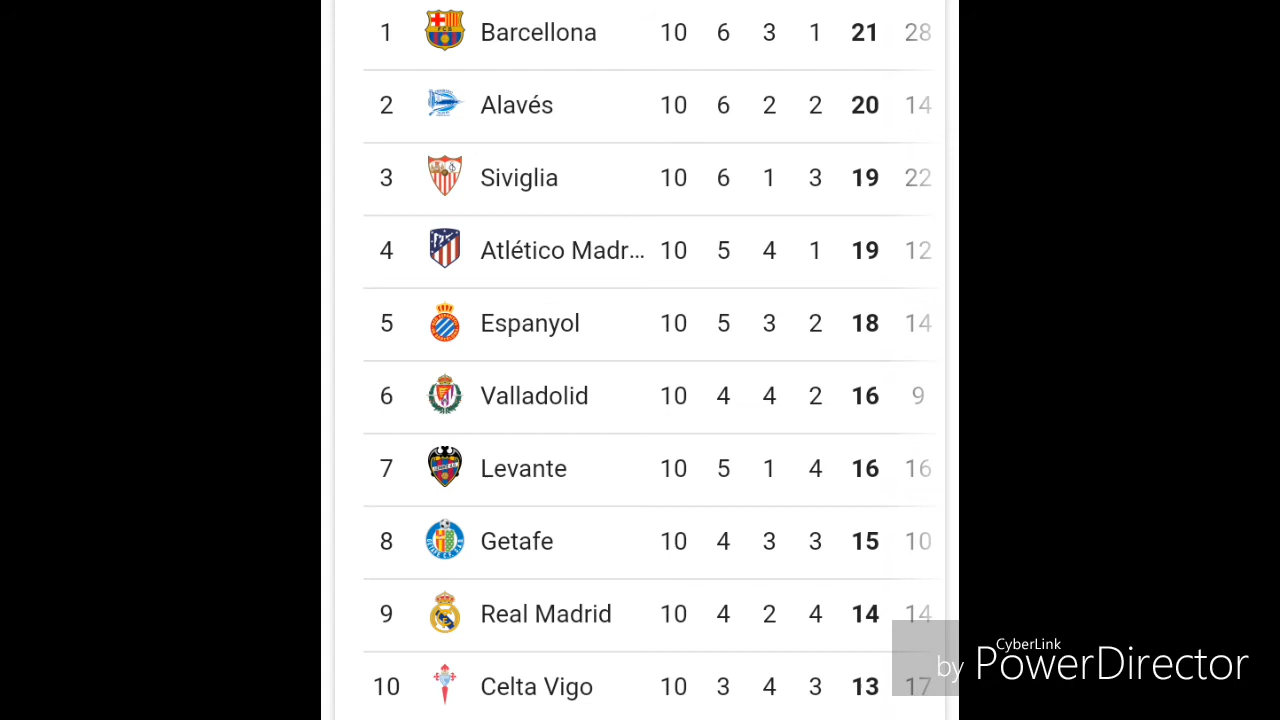 1 Barcellona 10 6 3 1 21 28
2 Alavés 10 6 2 2 20 14
3 Siviglia 10 6 1 3 19 22
4 Atlético Madr... 10 5 4 1 19 12
5 Espanyol 10 5 3 2 18 14
6 Valladolid 10 4 4 2 16 9
7 Levante 10 5 1 4 16 16
8 Getafe 10 4 3 3 15 10
9 Real Madrid 10 4 2 4 14 14
10 Celta Vigo 10 3 4 3 13 17
CyberLink
by PowerDirector